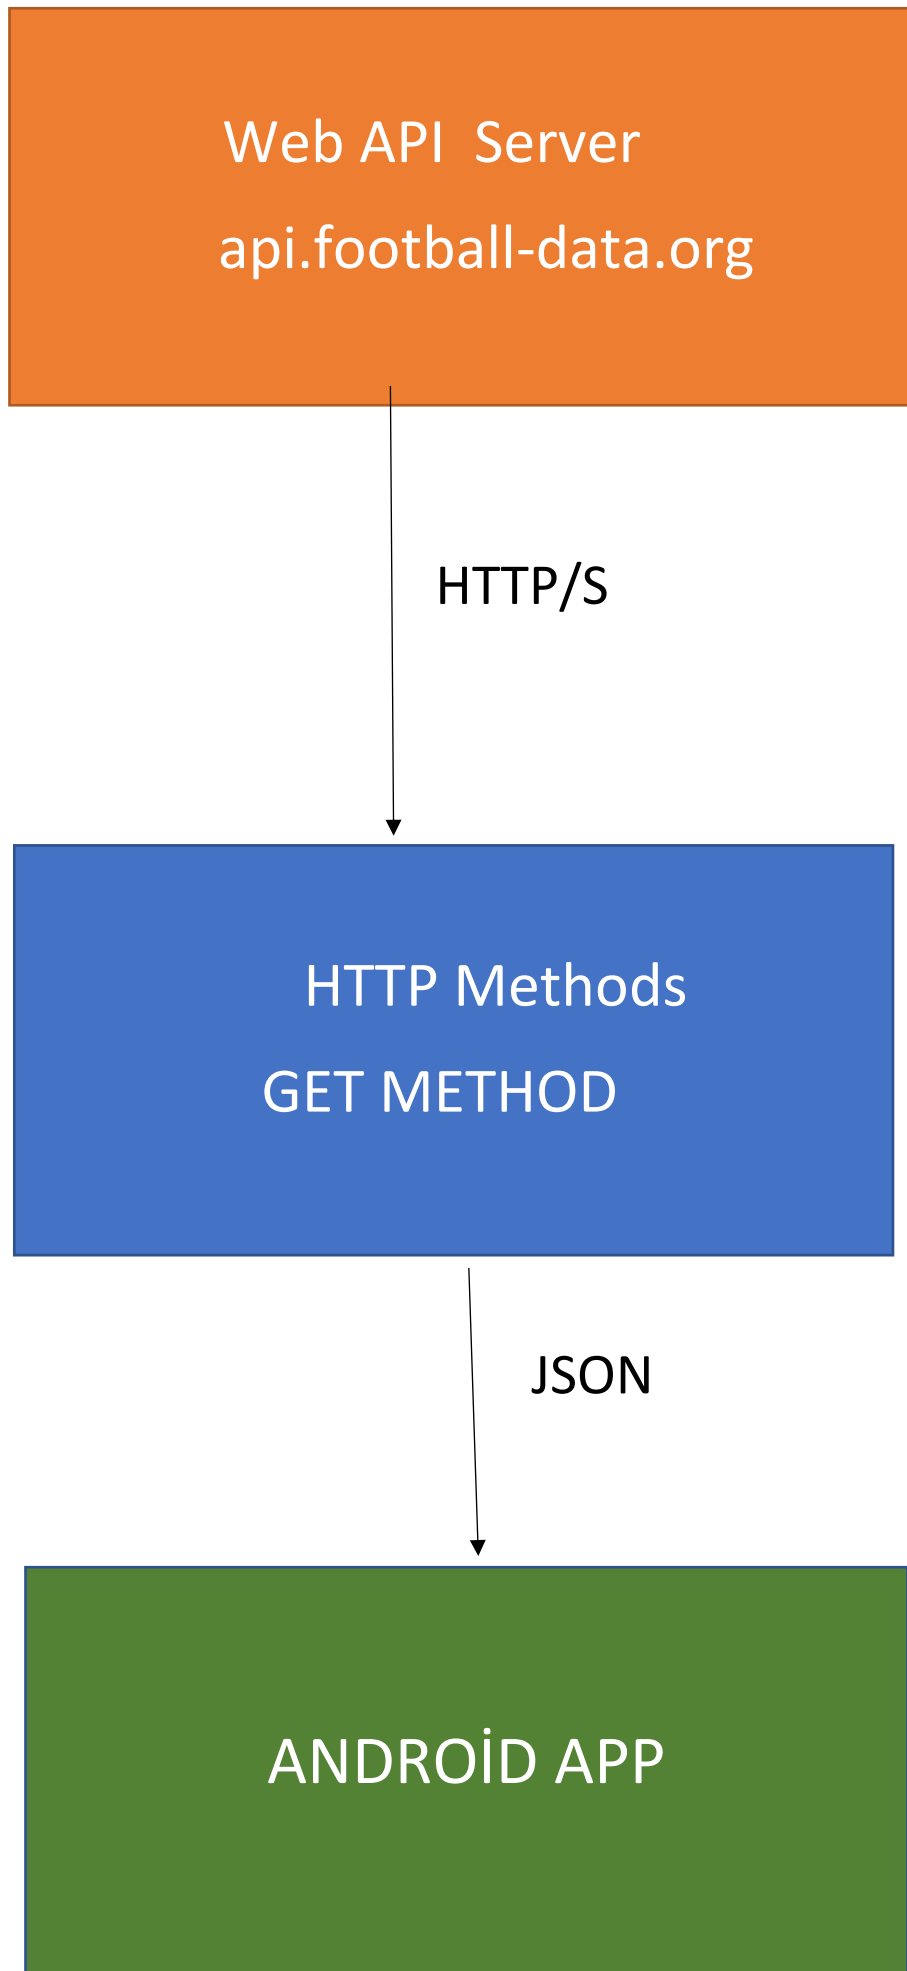 Web API  Server
api.football-data.org
HTTP/S
HTTP Methods
GET METHOD
JSON
ANDROİD APP